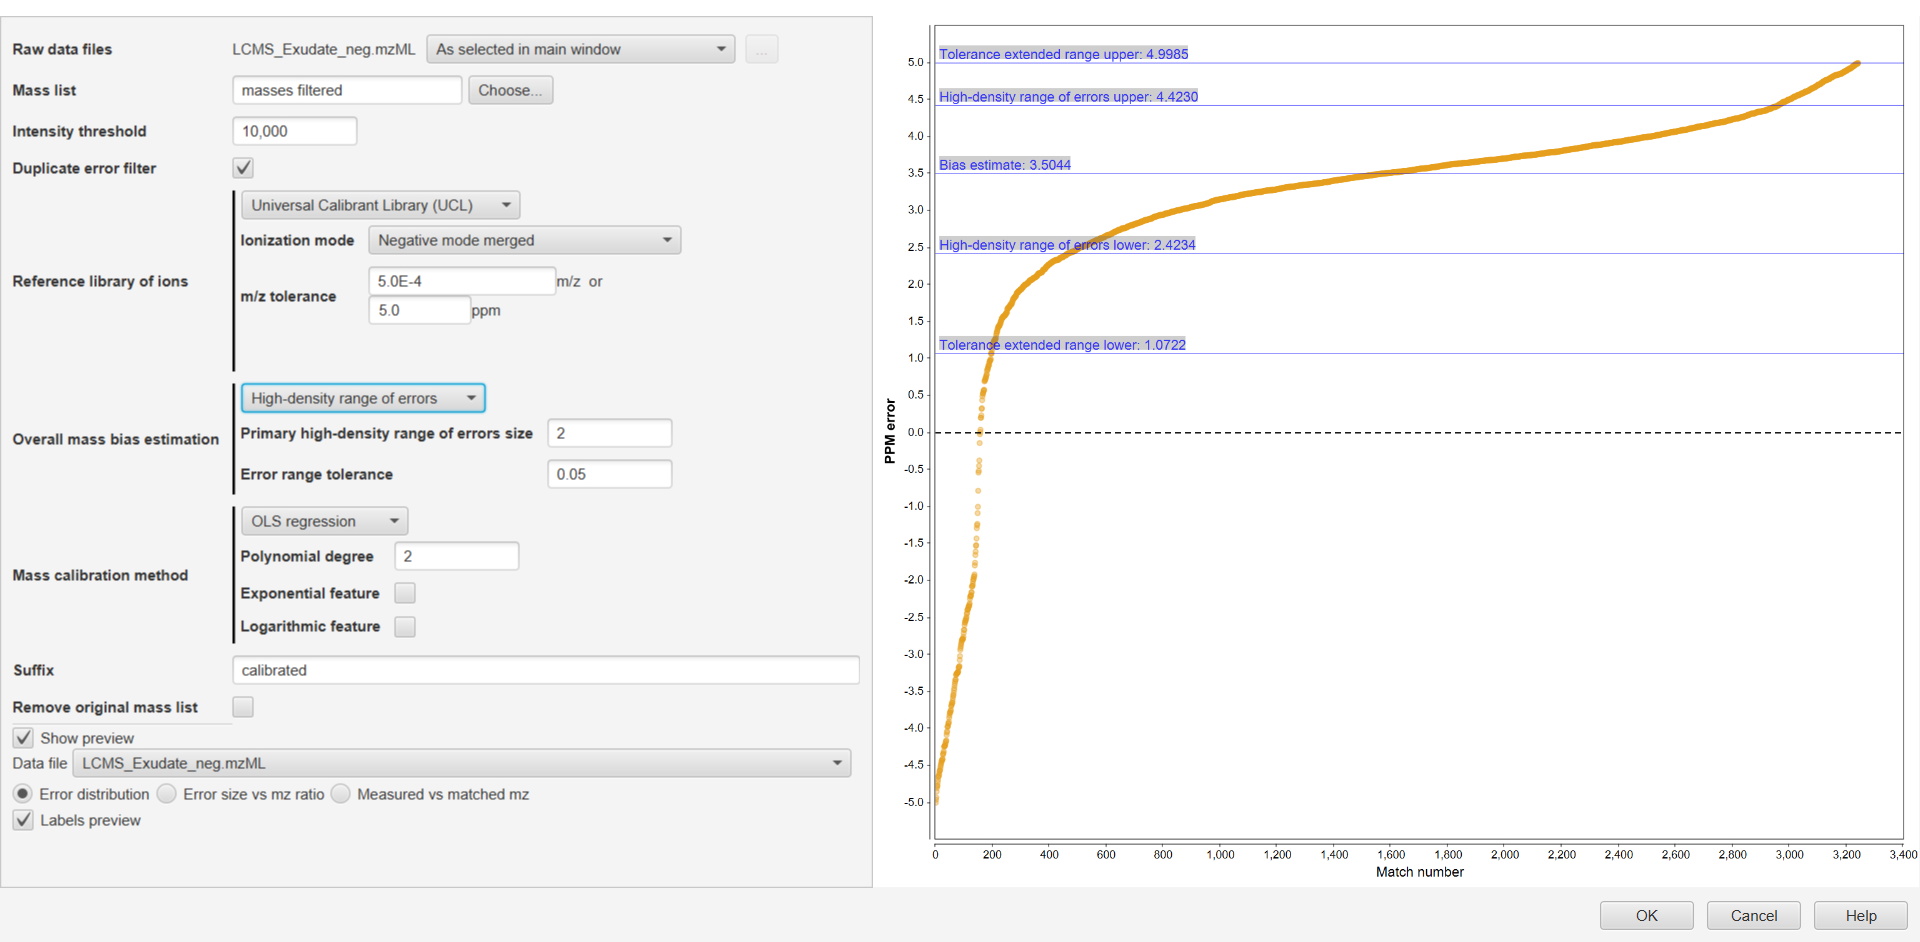 Raw data files LCMS_Exudate_neg.mzML As selected in main window ...
Mass list masses filtered Choose...
Intensity threshold 10,000
Duplicate error filter
Universal Calibrant Library (UCL)
Ionization mode Negative mode merged
Reference library of ions
m/z tolerance 5.0E-4 m/z or
5.0 ppm
High-density range of errors
Primary high-density range of errors size 2
Overall mass bias estimation
Error range tolerance 0.05
OLS regression
Polynomial degree 2
Mass calibration method
Exponential feature
Logarithmic feature
Suffix calibrated
Remove original mass list
Show preview
Data file LCMS_Exudate_neg.mzML
Error distribution Error size vs mz ratio Measured vs matched mz
Labels preview
Tolerance extended range upper: 4.9985
High-density range of errors upper: 4.4230
Bias estimate: 3.5044
High-density range of errors lower: 2.4234
Tolerance extended range lower: 1.0722
PPM error
5.0
4.5
4.0
3.5
3.0
2.5
2.0
1.5
1.0
0.5
0.0
-0.5
-1.0
-1.5
-2.0
-2.5
-3.0
-3.5
-4.0
-4.5
-5.0
0 200 400 600 800 1,000 1,200 1,400 1,600 1,800 2,000 2,200 2,400 2,600 2,800 3,000 3,200 3,400
Match number
OK Cancel Help